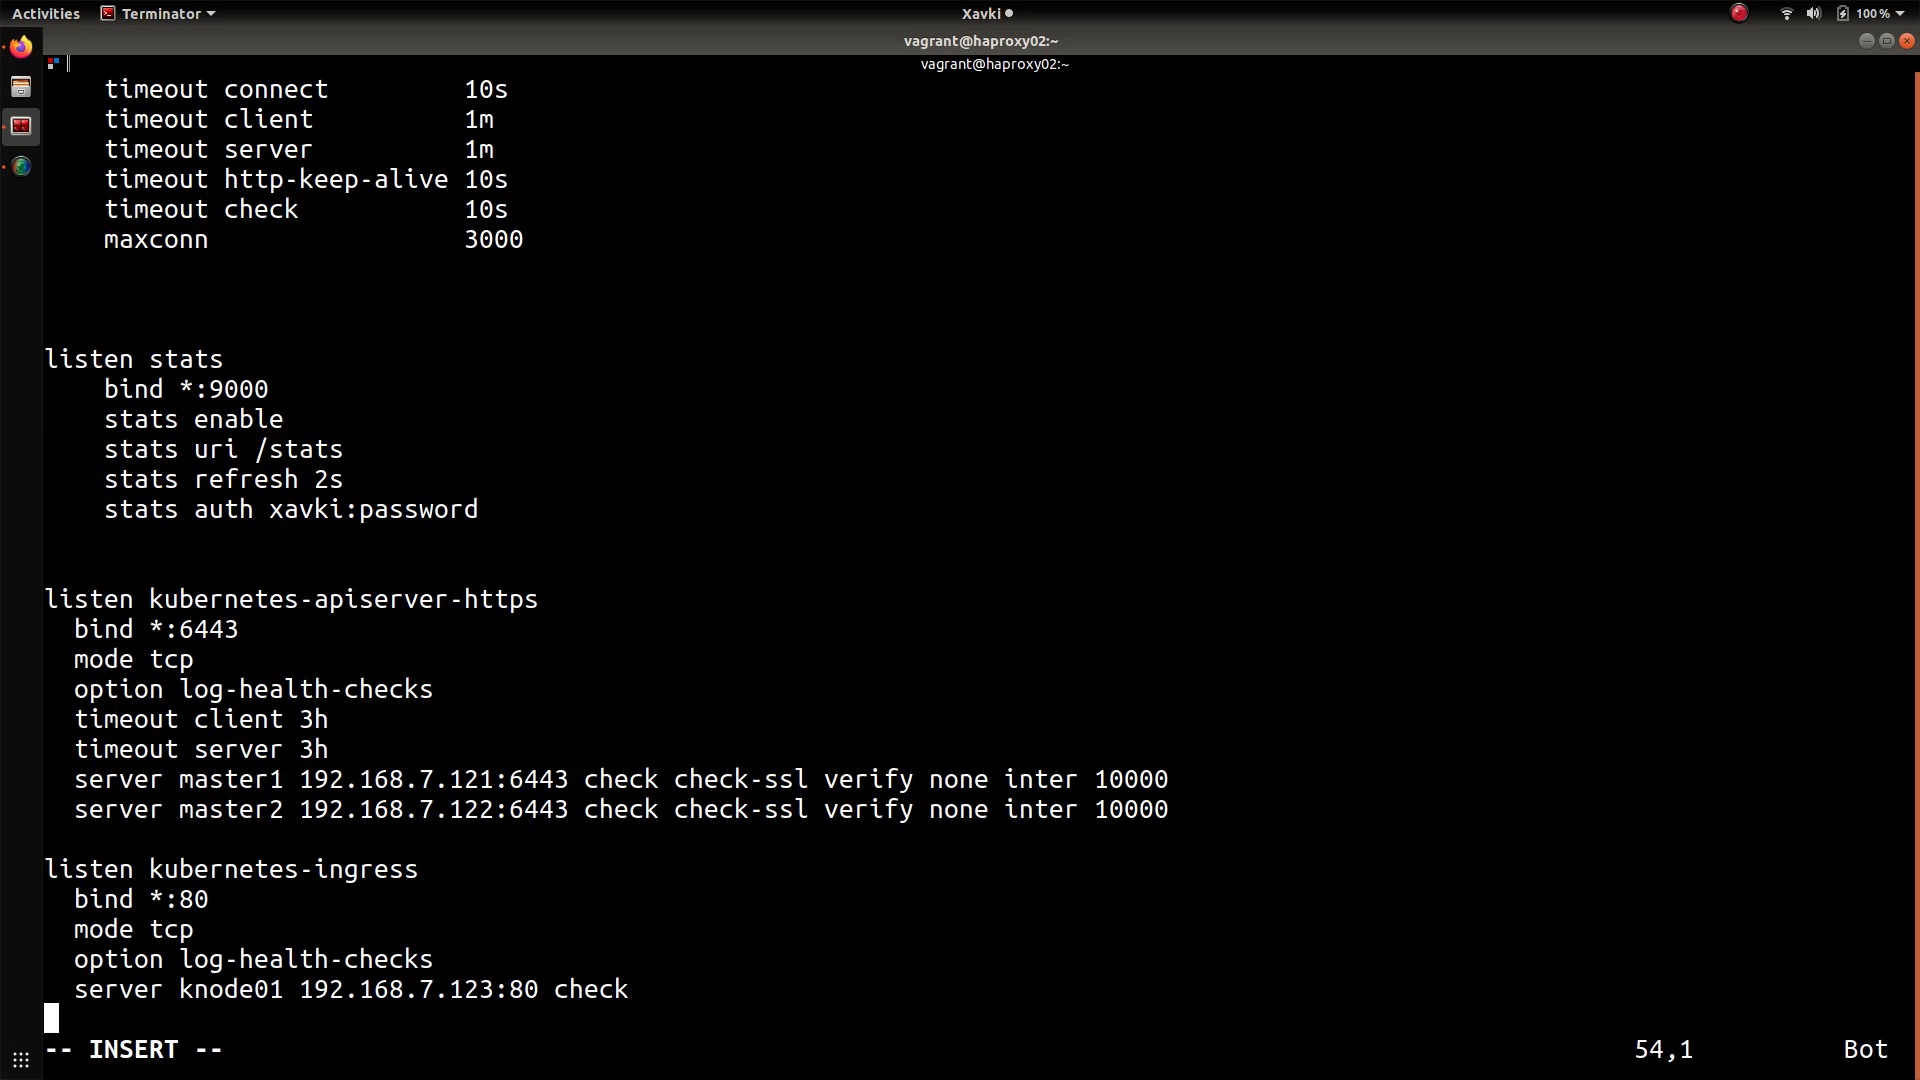 Activities Terminator Xavki 100 %
vagrant@haproxy02:~
vagrant@haproxy02:~
timeout connect 10s
timeout client 1m
timeout server 1m
timeout http-keep-alive 10s
timeout check 10s
maxconn 3000
listen stats
bind *:9000
stats enable
stats uri /stats
stats refresh 2s
stats auth xavki:password
listen kubernetes-apiserver-https
bind *:6443
mode tcp
option log-health-checks
timeout client 3h
timeout server 3h
server master1 192.168.7.121:6443 check check-ssl verify none inter 10000
server master2 192.168.7.122:6443 check check-ssl verify none inter 10000
listen kubernetes-ingress
bind *:80
mode tcp
option log-health-checks
server knode01 192.168.7.123:80 check
-- INSERT -- 54,1 Bot